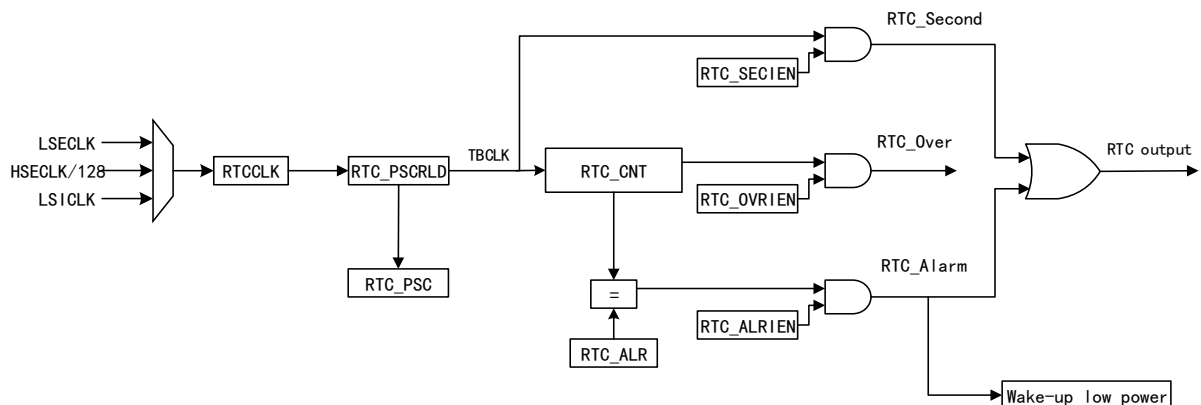 RTC_Second
RTC_SECIEN
LSECLK
HSECLK/128
LSICLK
RTCCLK
RTC_PSCRLD
TBCLK
RTC_CNT
RTC_Over
RTC_OVRIEN
RTC output
RTC_PSC
=
RTC_Alarm
RTC_ALRIEN
RTC_ALR
Wake-up low power